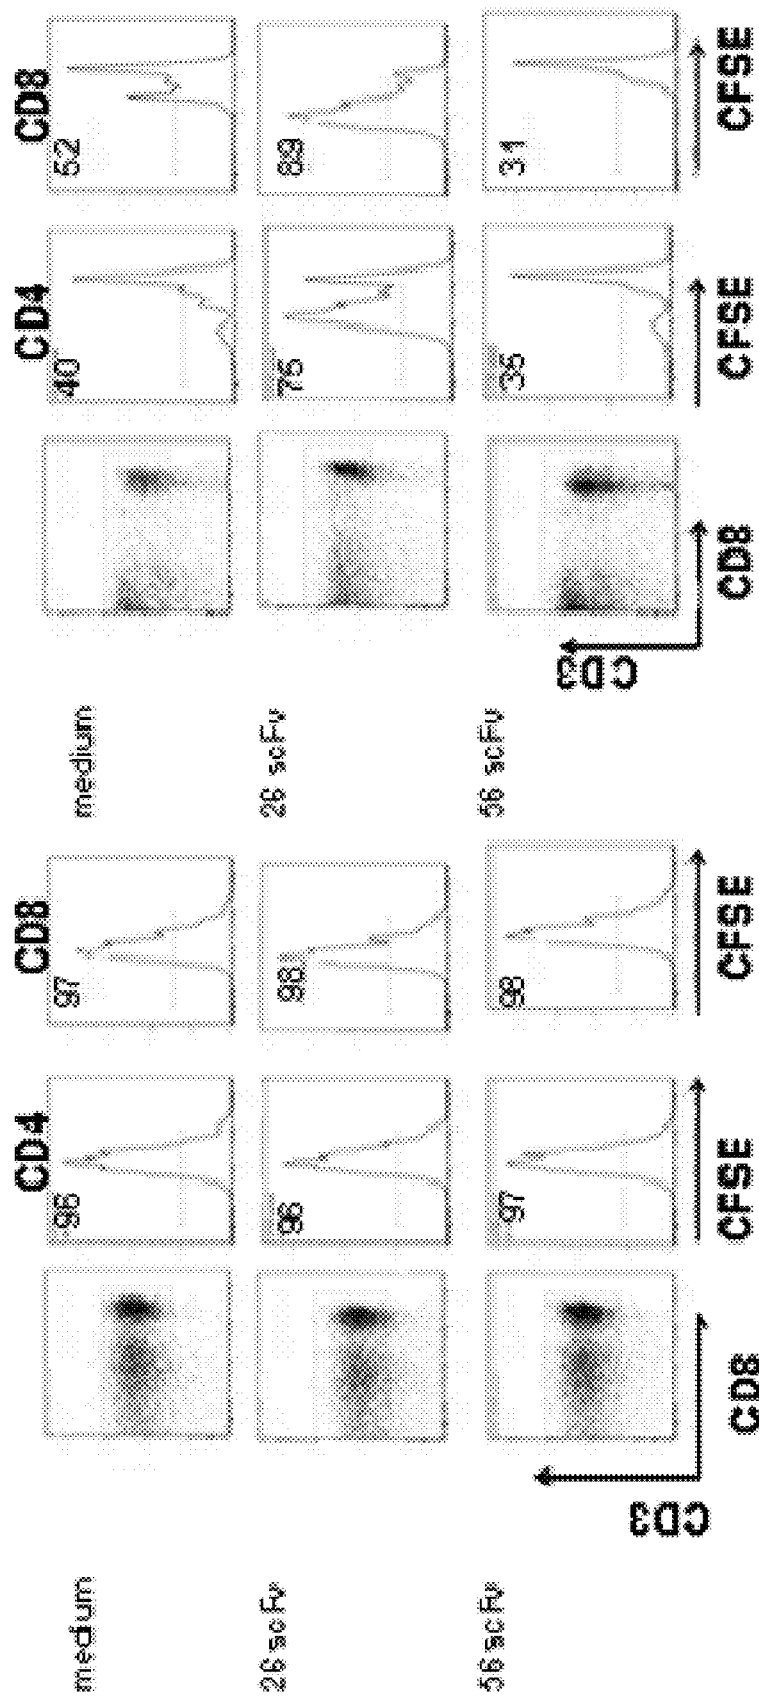 CD4 CD8 CD4 CD8
medium 95 97 medium 40 52
26 scFv 96 98 26 scFv 75 89
56 scFv 97 98 56 scFv 35 31
CD3 CD3
CD8 CFSE CFSE CD8 CFSE CFSE